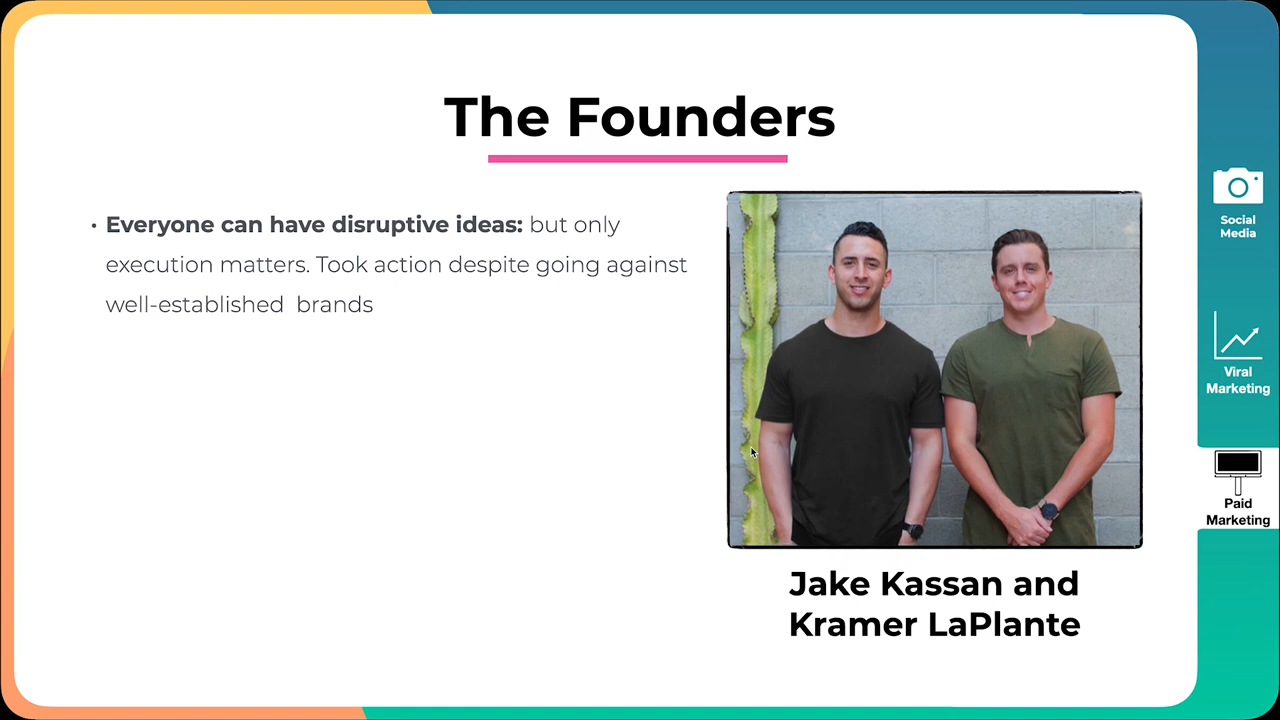 The Founders
• Everyone can have disruptive ideas: but only
execution matters. Took action despite going against
well-established  brands
Jake Kassan and
Kramer LaPlante
Social
Media
Viral
Marketing
Paid
Marketing